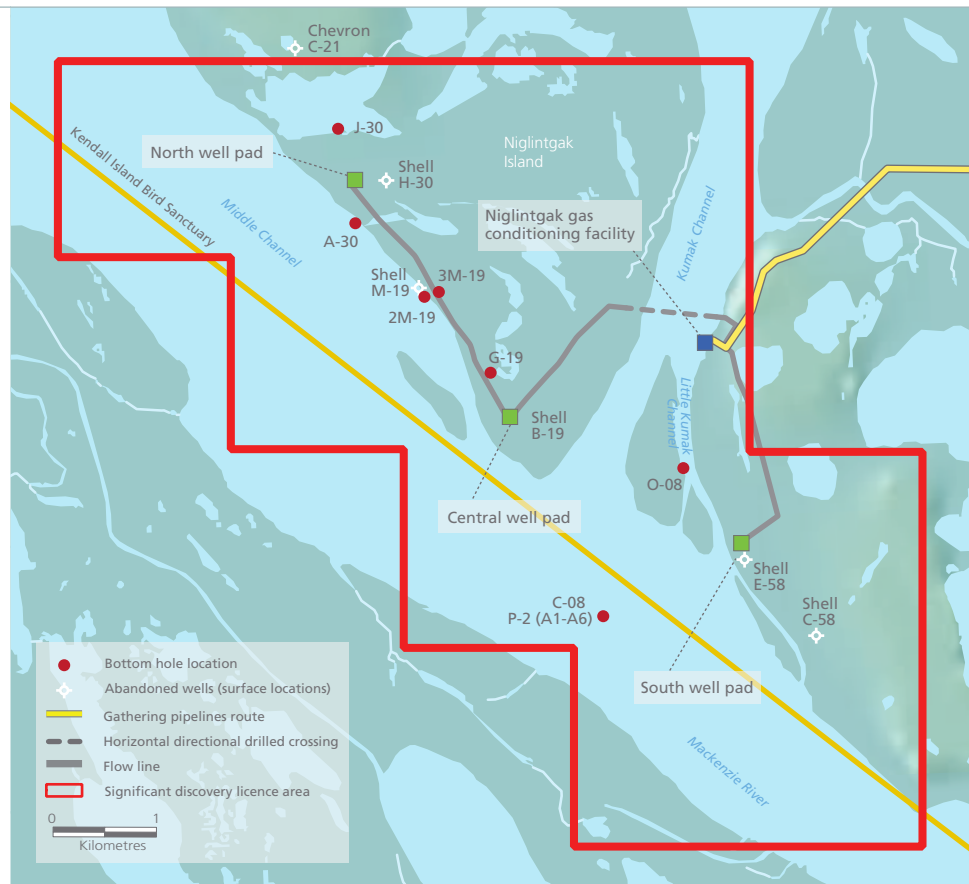 Chevron
C-21
J-30
North well pad
Niglintgak
Island
Shell
H-30
Kendall Island Bird Sanctuary
Middle Channel
Kumak Channel
Niglintgak gas
conditioning facility
A-30
Shell
M-19
3M-19
2M-19
G-19
Little Kumak
Channel
Shell
B-19
O-08
Central well pad
Shell
E-58
C-08
P-2 (A1-A6)
Shell
C-58
South well pad
Mackenzie River
Bottom hole location
Abandoned wells (surface locations)
Gathering pipelines route
Horizontal directional drilled crossing
Flow line
Significant discovery licence area
0 1
Kilometres